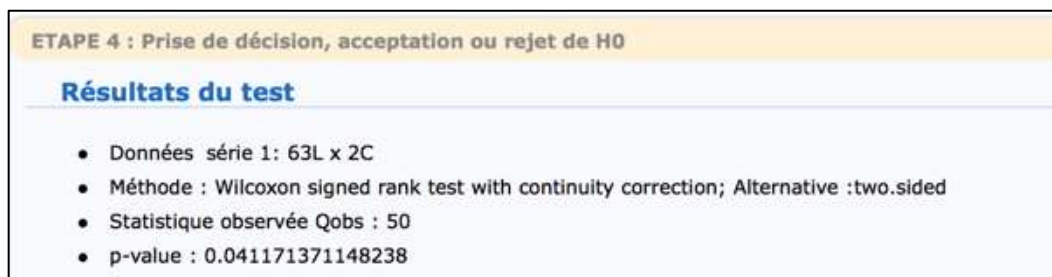 ETAPE 4 : Prise de décision, acceptation ou rejet de H0
Résultats du test
• Données série 1: 63L x 2C
• Méthode : Wilcoxon signed rank test with continuity correction; Alternative :two.sided
• Statistique observée Qobs : 50
• p-value : 0.041171371148238